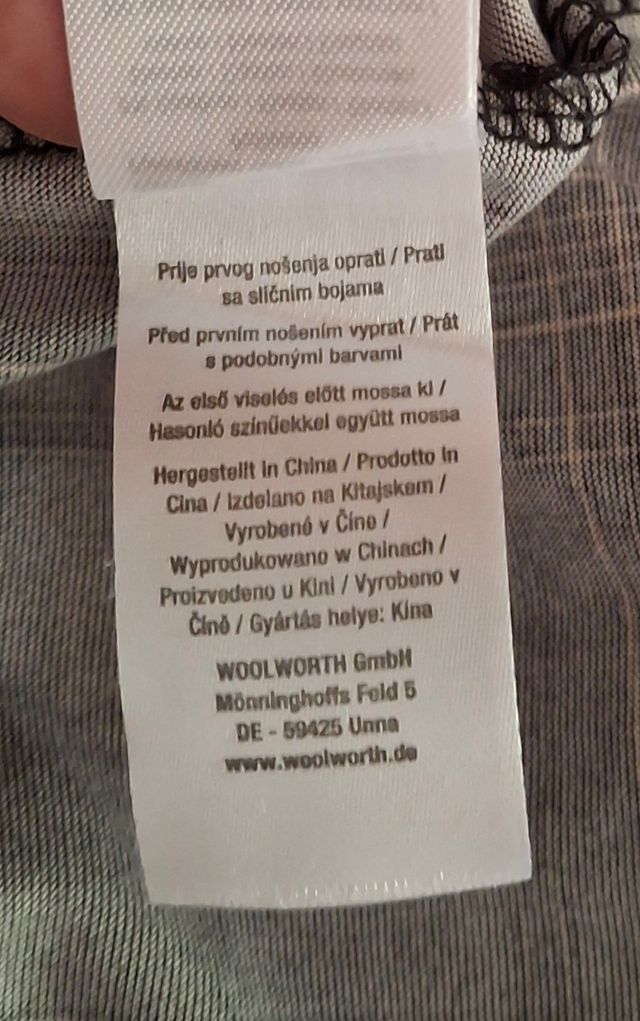 Prije prvog nošenja oprati / Prati
sa sličnim bojama
Před prvním nošením vyprat / Prát
s podobnými barvami
Az első viselés előtt mossa ki /
Hasonló színűekkel együtt mossa
Hergestellt in China / Prodotto in
Cina / Izdelano na Kitajskem /
Vyrobené v Číne /
Wyprodukowano w Chinach /
Proizvedeno u Kini / Vyrobeno v
Číně / Gyártás helye: Kína
WOOLWORTH GmbH
Mönninghoffs Feld 5
DE - 59425 Unna
www.woolworth.de